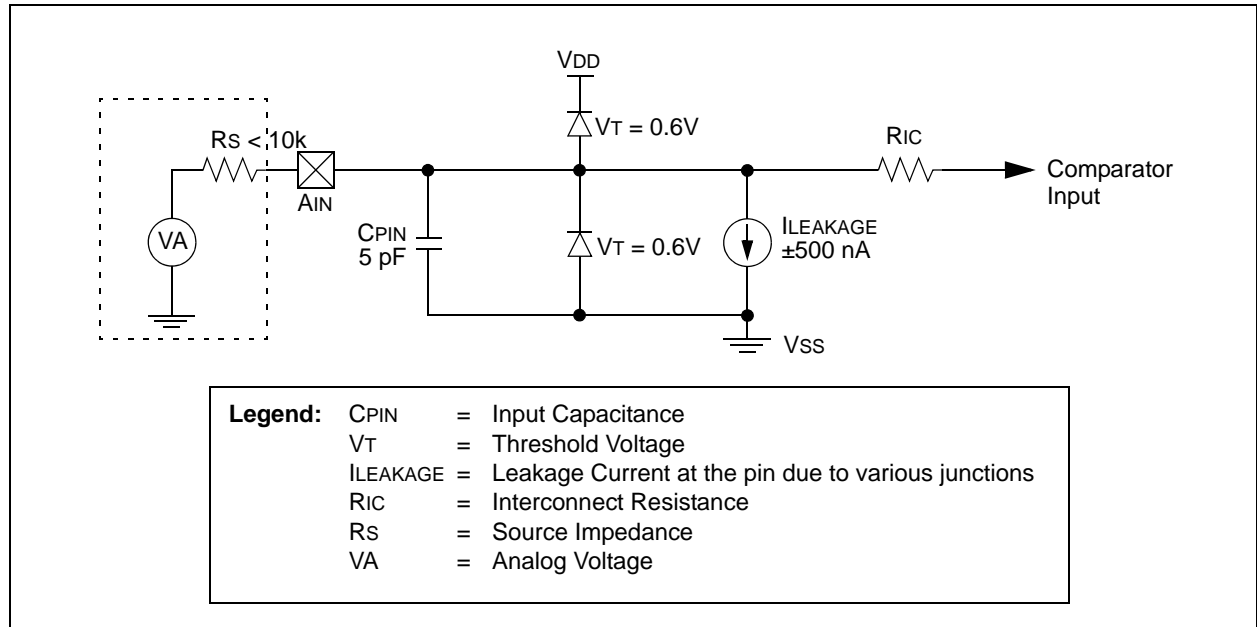 VDD
VT = 0.6V
RS < 10k
RIC
AIN
Comparator
Input
VA
CPIN
5 pF
VT = 0.6V
ILEAKAGE
±500 nA
VSS
Legend: CPIN = Input Capacitance
VT = Threshold Voltage
ILEAKAGE = Leakage Current at the pin due to various junctions
RIC = Interconnect Resistance
RS = Source Impedance
VA = Analog Voltage